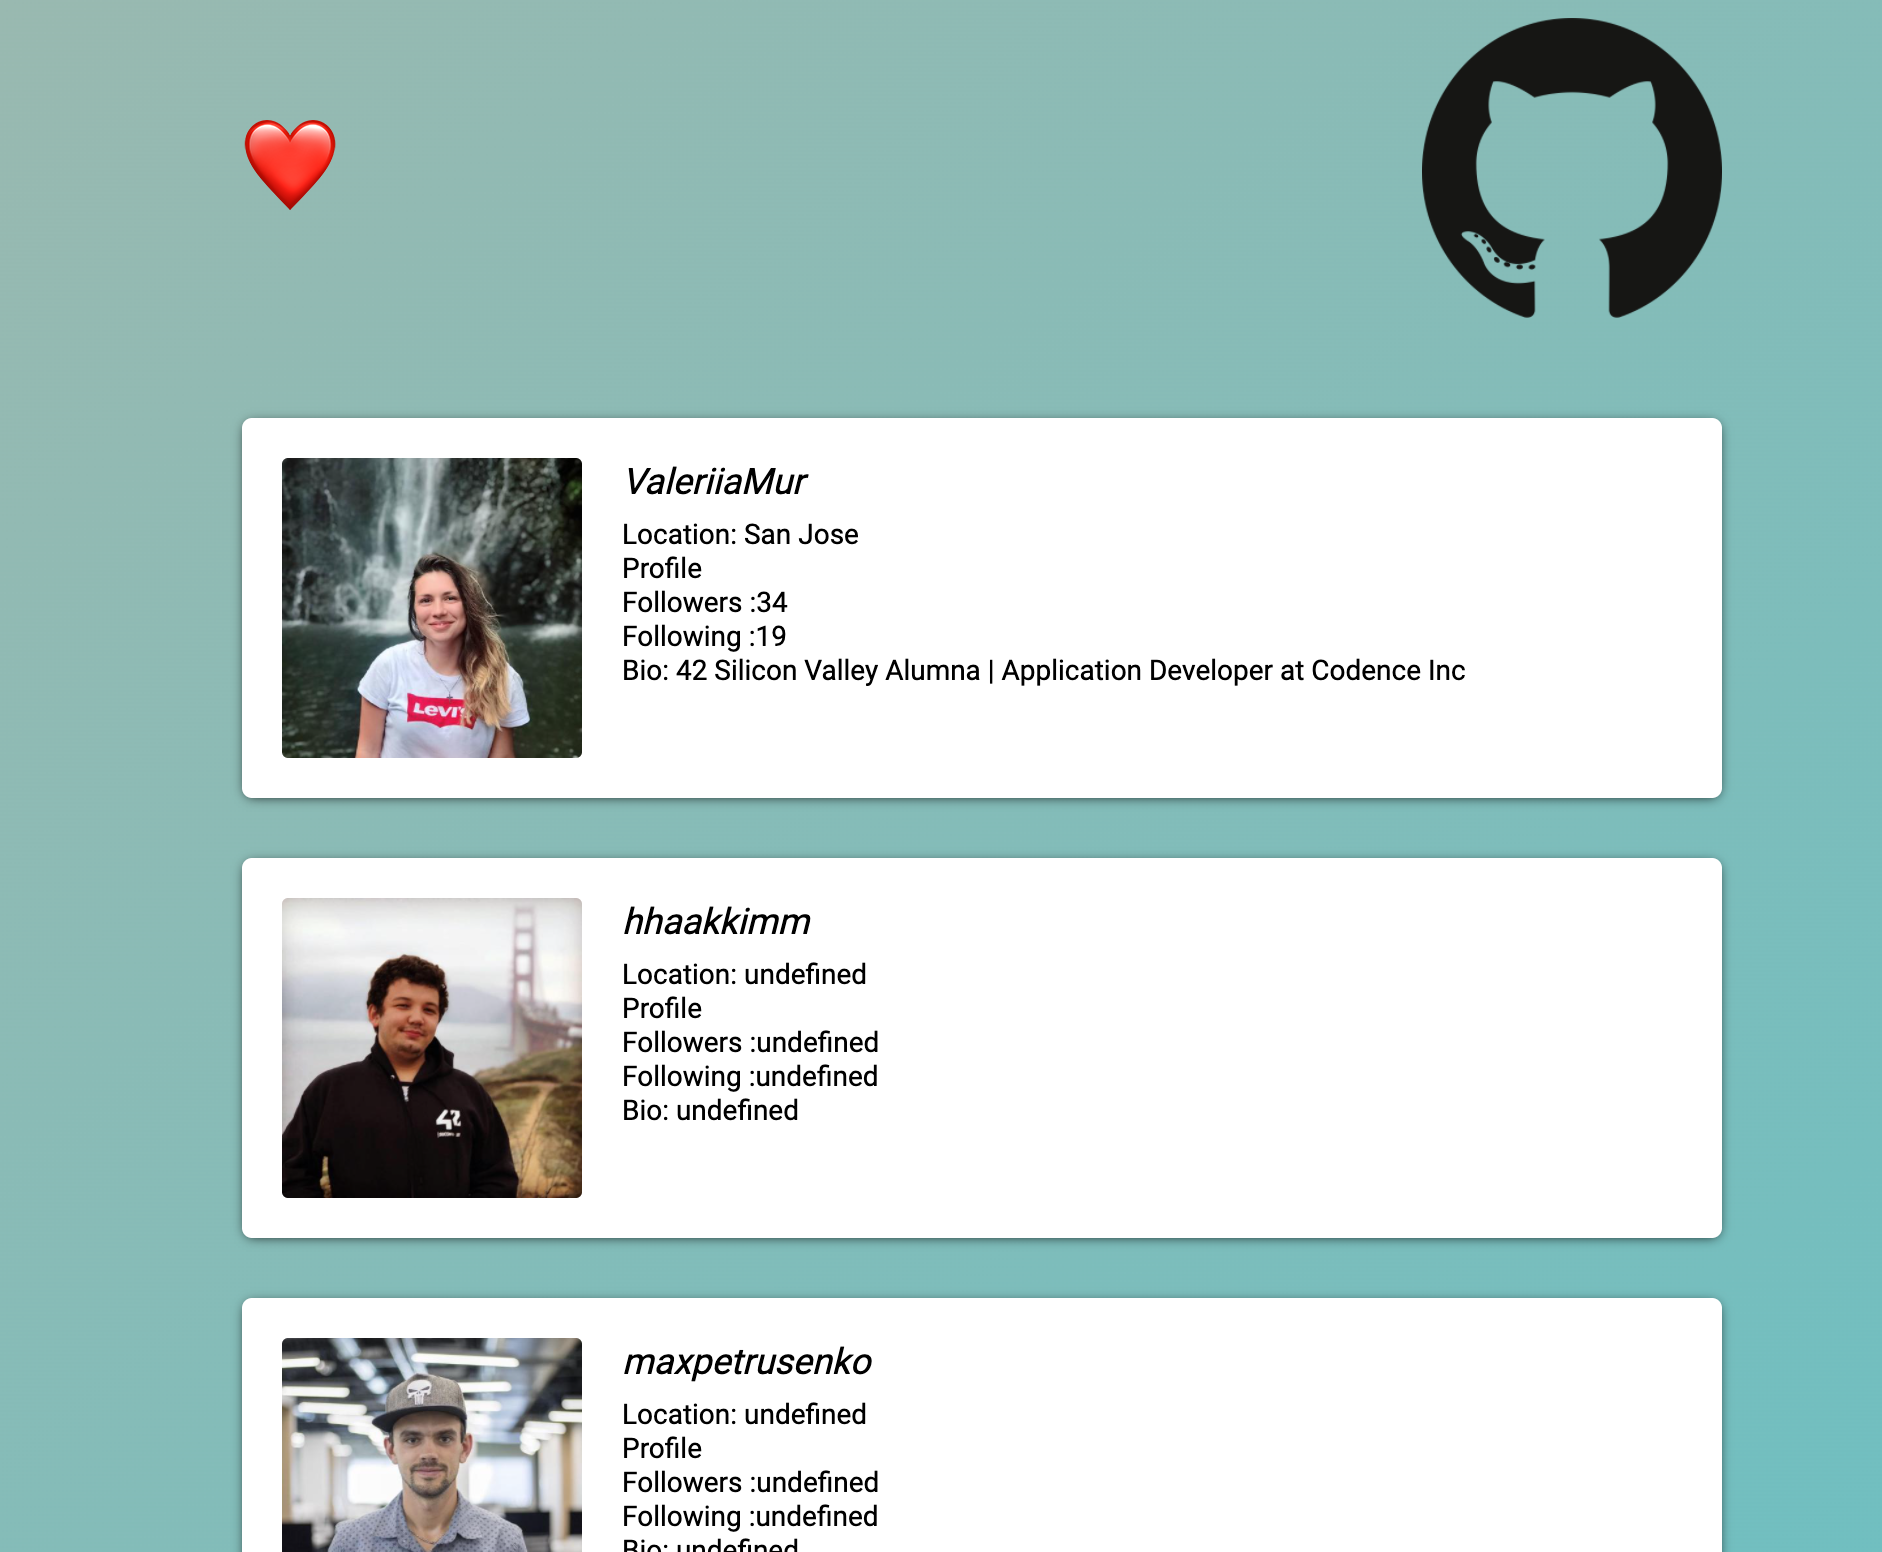 ValeriiaMur
Location: San Jose
Profile
Followers :34
Following :19
Bio: 42 Silicon Valley Alumna | Application Developer at Codence Inc
Levi's
hhaakkimm
Location: undefined
Profile
Followers :undefined
Following :undefined
Bio: undefined
42
maxpetrusenko
Location: undefined
Profile
Followers :undefined
Following :undefined
Bio: undefined